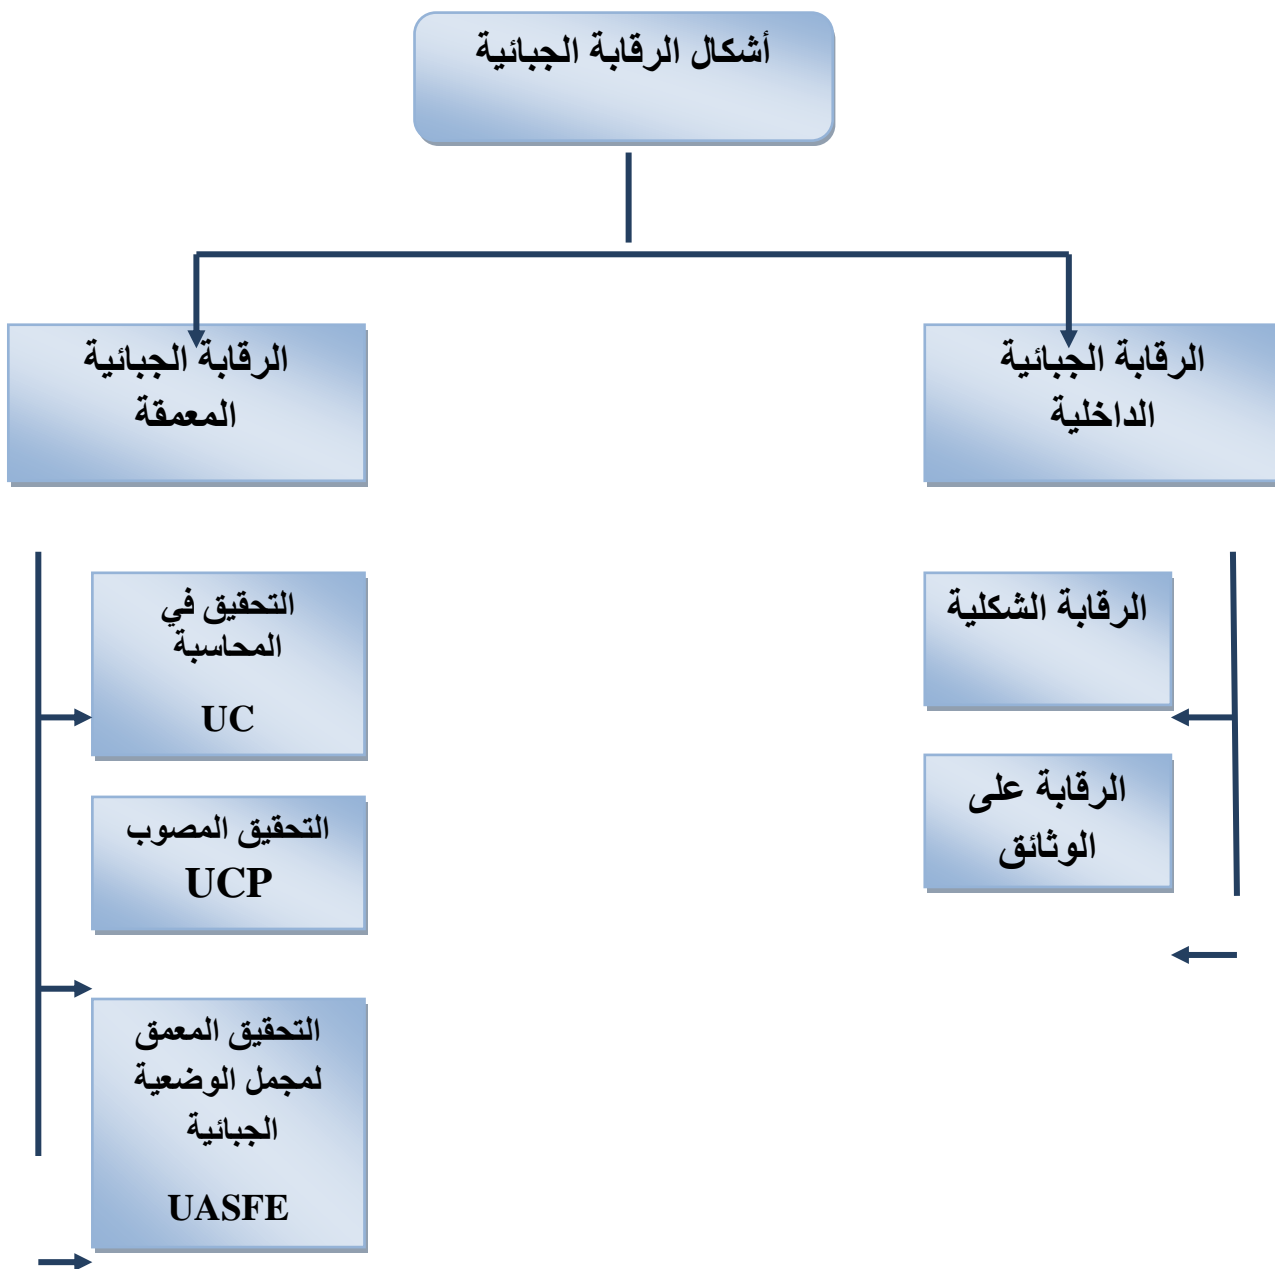 أشكال الرقابة الجبائية
الرقابة الجبائية
الداخلية
الرقابة الجبائية
المعمقة
الرقابة الشكلية
الرقابة على
الوثائق
التحقيق في
المحاسبة
UC
التحقيق المصوب
UCP
التحقيق المعمق
لمجمل الوضعية
الجبائية
UASFE